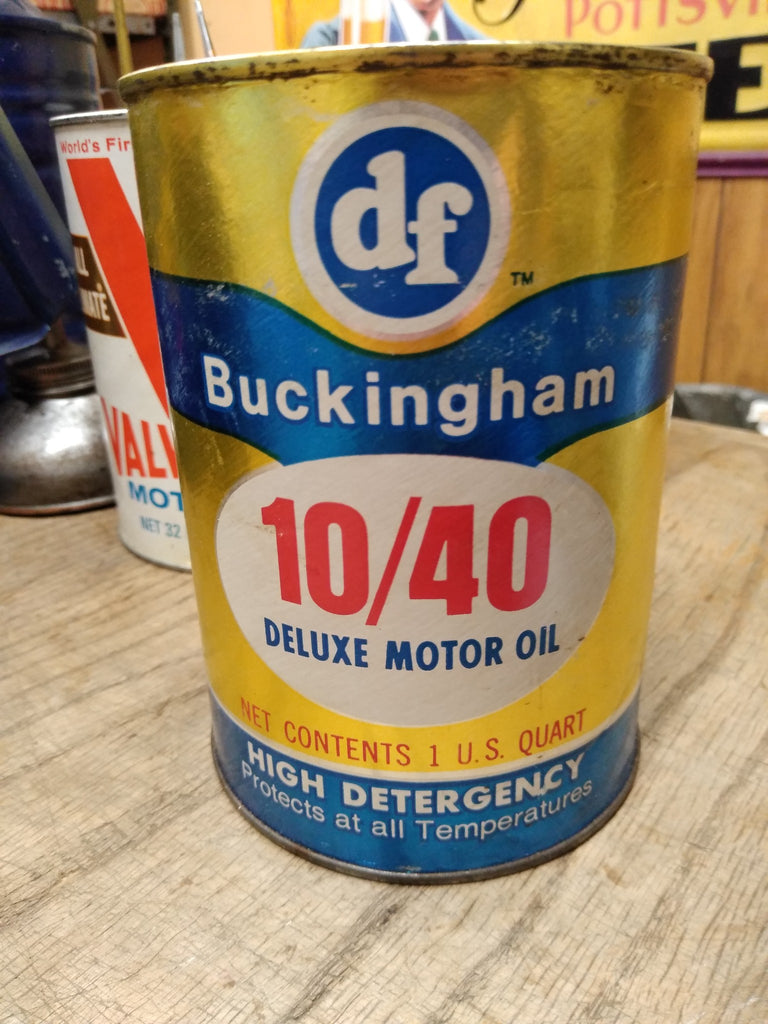 POTTSVI
World's Fir
df
TM
Buckingham
VALV
MOT
NET 32
10/40
DELUXE MOTOR OIL
NET CONTENTS 1 U.S. QUART
HIGH DETERGENCY
Protects at all Temperatures